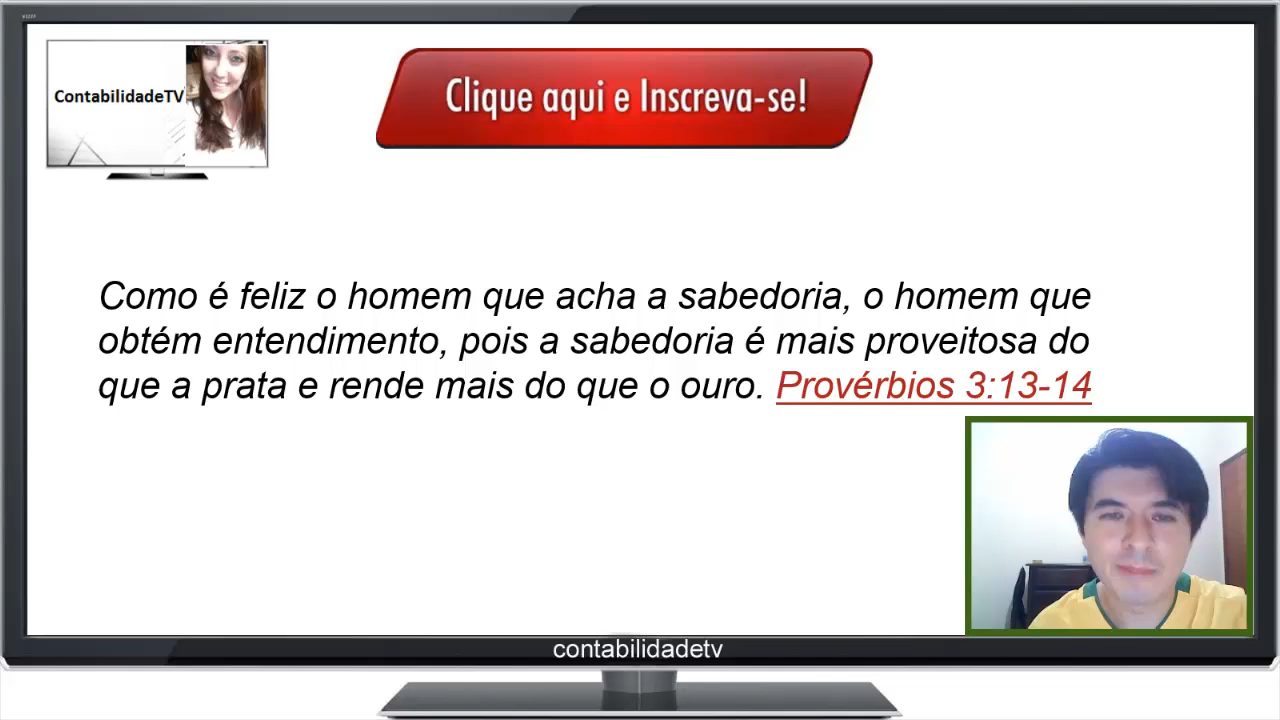 ContabilidadeTV
Clique aqui e Inscreva-se!
Como é feliz o homem que acha a sabedoria, o homem que
obtém entendimento, pois a sabedoria é mais proveitosa do
que a prata e rende mais do que o ouro. Provérbios 3:13-14
contabilidadetv